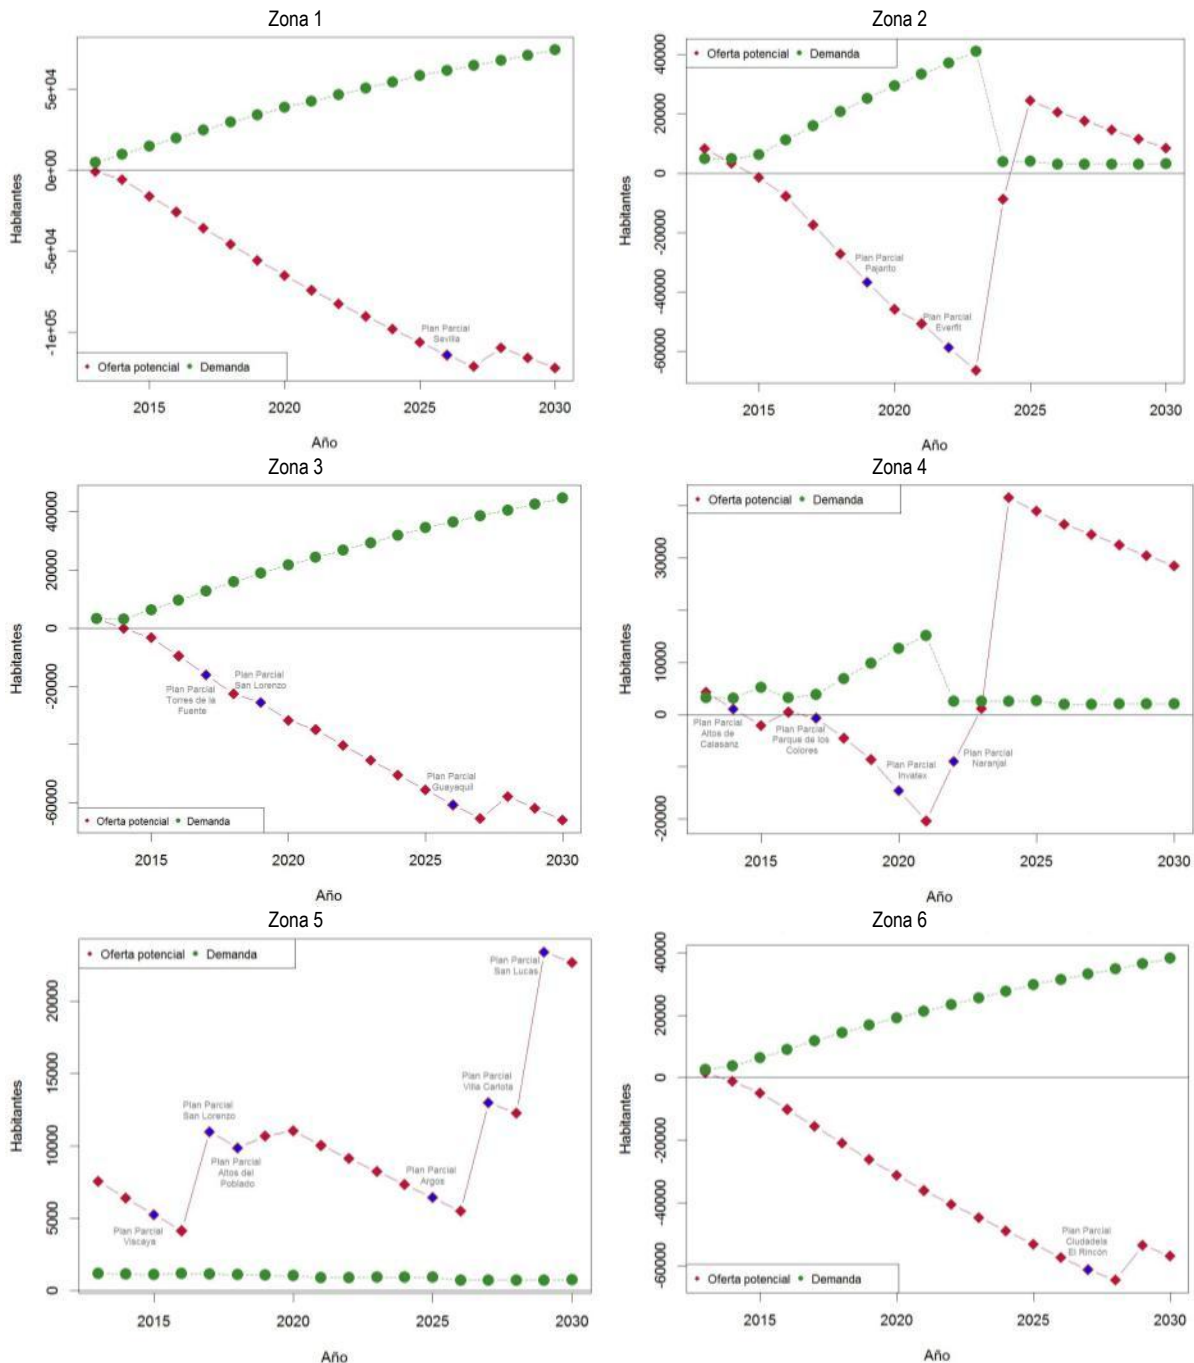 Zona 1
5e+04
0e+00
-5e+04
-1e+05
Habitantes
Plan Parcial
Sevilla
Oferta potencial Demanda
2015 2020 2025 2030
Año
Zona 2
Oferta potencial Demanda
40000
20000
0
-20000
-40000
-60000
Habitantes
Plan Parcial
Pajarito
Plan Parcial
Everfit
2015 2020 2025 2030
Año
Zona 3
40000
20000
0
-20000
-60000
Habitantes
Plan Parcial
Torres de la
Fuente
Plan Parcial
San Lorenzo
Plan Parcial
Guayaquil
Oferta potencial Demanda
2015 2020 2025 2030
Año
Zona 4
Oferta potencial Demanda
30000
10000
0
-20000
Habitantes
Plan Parcial
Altos de
Calasanz
Plan Parcial
Parque de los
Colores
Plan Parcial
Invatex
Plan Parcial
Naranjal
2015 2020 2025 2030
Año
Zona 5
Oferta potencial Demanda
20000
15000
10000
5000
0
Habitantes
Plan Parcial
Viscaya
Plan Parcial
San Lorenzo
Plan Parcial
Altos del
Poblado
Plan Parcial
Argos
Plan Parcial
Villa Carlota
Plan Parcial
San Lucas
2015 2020 2025 2030
Año
Zona 6
40000
20000
0
-20000
-40000
-60000
Habitantes
Plan Parcial
Ciudadela
El Rincón
Oferta potencial Demanda
2015 2020 2025 2030
Año